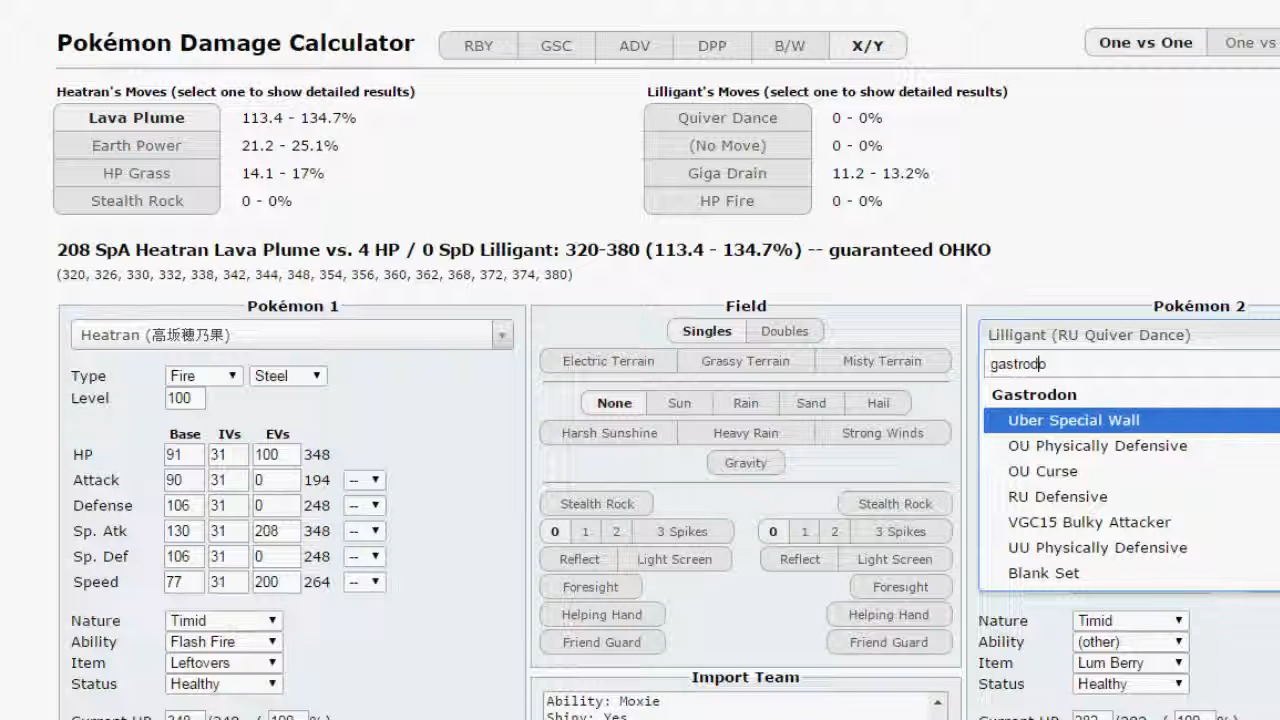 Pokémon Damage Calculator RBY GSC ADV DPP B/W X/Y One vs One One vs
Heatran's Moves (select one to show detailed results) Lilligant's Moves (select one to show detailed results)
Lava Plume 113.4 - 134.7% Quiver Dance 0 - 0%
Earth Power 21.2 - 25.1% (No Move) 0 - 0%
HP Grass 14.1 - 17% Giga Drain 11.2 - 13.2%
Stealth Rock 0 - 0% HP Fire 0 - 0%
208 SpA Heatran Lava Plume vs. 4 HP / 0 SpD Lilligant: 320-380 (113.4 - 134.7%) -- guaranteed OHKO
(320, 326, 330, 332, 338, 342, 344, 348, 354, 356, 360, 362, 368, 372, 374, 380)
Pokémon 1
Heatran (高坂穂乃果)
Type Fire Steel
Level 100
Base IVs EVs
HP 91 31 100 348
Attack 90 31 0 194 --
Defense 106 31 0 248 --
Sp. Atk 130 31 208 348 --
Sp. Def 106 31 0 248 --
Speed 77 31 200 264 --
Nature Timid
Ability Flash Fire
Item Leftovers
Status Healthy
Field
Singles Doubles
Electric Terrain Grassy Terrain Misty Terrain
None Sun Rain Sand Hail
Harsh Sunshine Heavy Rain Strong Winds
Gravity
Stealth Rock Stealth Rock
0 1 2 3 Spikes 0 1 2 3 Spikes
Reflect Light Screen Reflect Light Screen
Foresight Foresight
Helping Hand Helping Hand
Friend Guard Friend Guard
Import Team
Ability: Moxie
Shiny: Yes
Pokémon 2
Lilligant (RU Quiver Dance)
gastrodo
Gastrodon
Uber Special Wall
OU Physically Defensive
OU Curse
RU Defensive
VGC15 Bulky Attacker
UU Physically Defensive
Blank Set
Nature Timid
Ability (other)
Item Lum Berry
Status Healthy